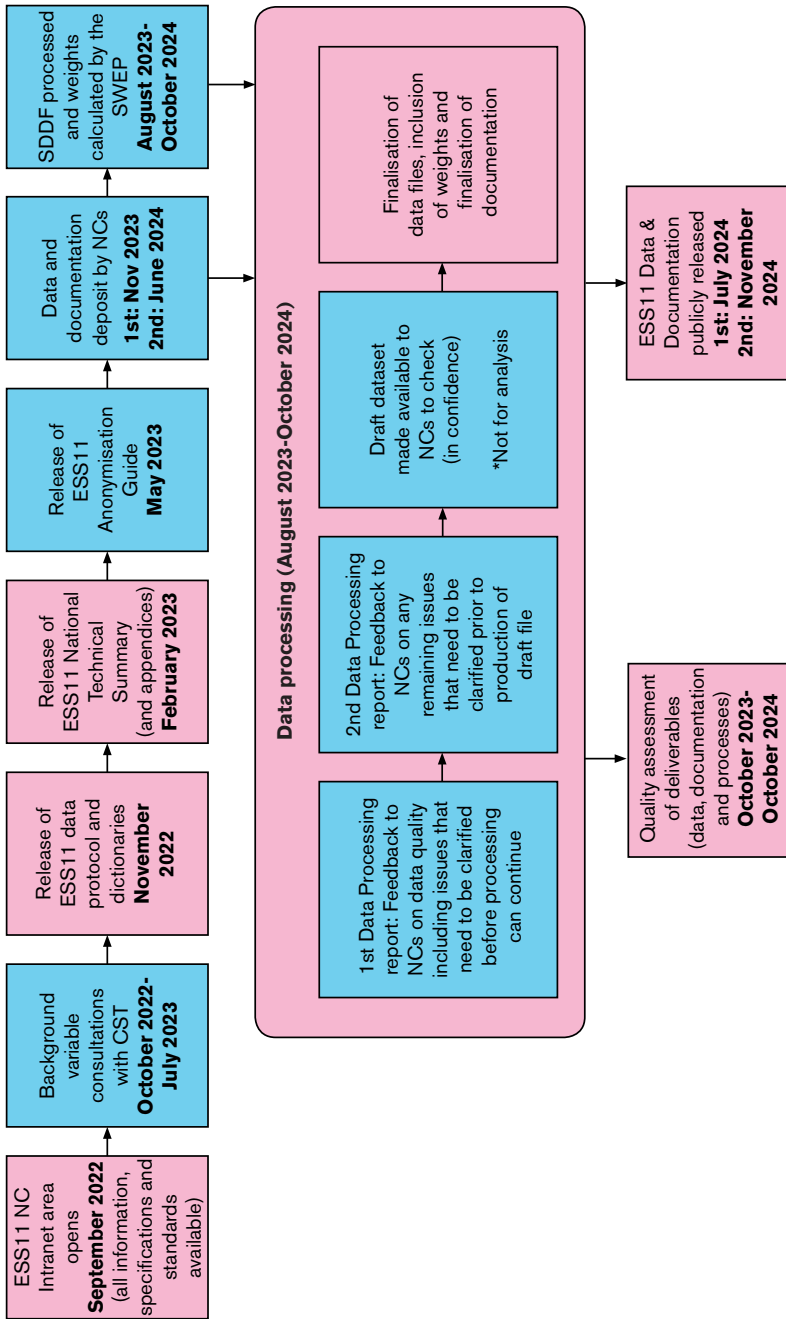 ESS11 NC
Intranet area
opens
September 2022
(all information,
specifications and
standards
available)
Background
variable
consultations
with CST
October 2022-
July 2023
Release of
ESS11 data
protocol and
dictionaries
November
2022
Release of
ESS11 National
Technical
Summary
(and appendices)
February 2023
Release of
ESS11
Anonymisation
Guide
May 2023
Data and
documentation
deposit by NCs
1st: Nov 2023
2nd: June 2024
SDDF processed
and weights
calculated by the
SWEP
August 2023-
October 2024
Data processing (August 2023-October 2024)
1st Data Processing
report: Feedback to
NCs on data quality
including issues that
need to be clarified
before processing
can continue
2nd Data Processing
report: Feedback to
NCs on any
remaining issues
that need to be
clarified prior to
production of
draft file
Draft dataset
made available to
NCs to check
(in confidence)
*Not for analysis
Finalisation of
data files, inclusion
of weights and
finalisation of
documentation
Quality assessment
of deliverables
(data, documentation
and processes)
October 2023-
October 2024
ESS11 Data &
Documentation
publicly released
1st: July 2024
2nd: November
2024